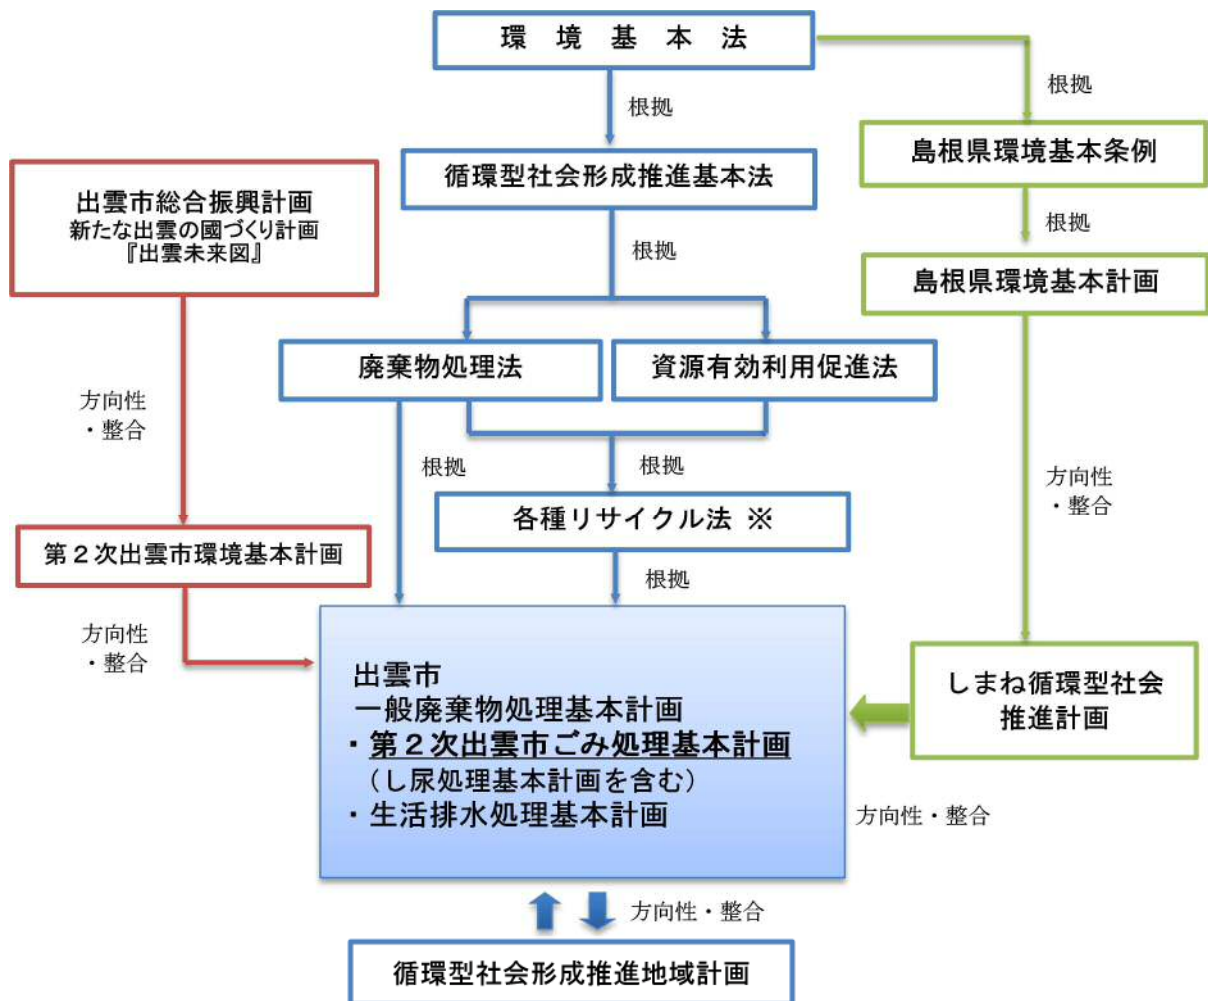 環　境　基　本　法
根拠
根拠
循環型社会形成推進基本法
島根県環境基本条例
出雲市総合振興計画
新たな出雲の國づくり計画
『出雲未来図』
根拠
根拠
島根県環境基本計画
廃棄物処理法
資源有効利用促進法
方向性
・整合
根拠
根拠
方向性
・整合
各種リサイクル法 ※
第２次出雲市環境基本計画
根拠
方向性
・整合
出雲市
一般廃棄物処理基本計画
・第２次出雲市ごみ処理基本計画
（し尿処理基本計画を含む）
・生活排水処理基本計画
しまね循環型社会
推進計画
方向性・整合
方向性・整合
循環型社会形成推進地域計画